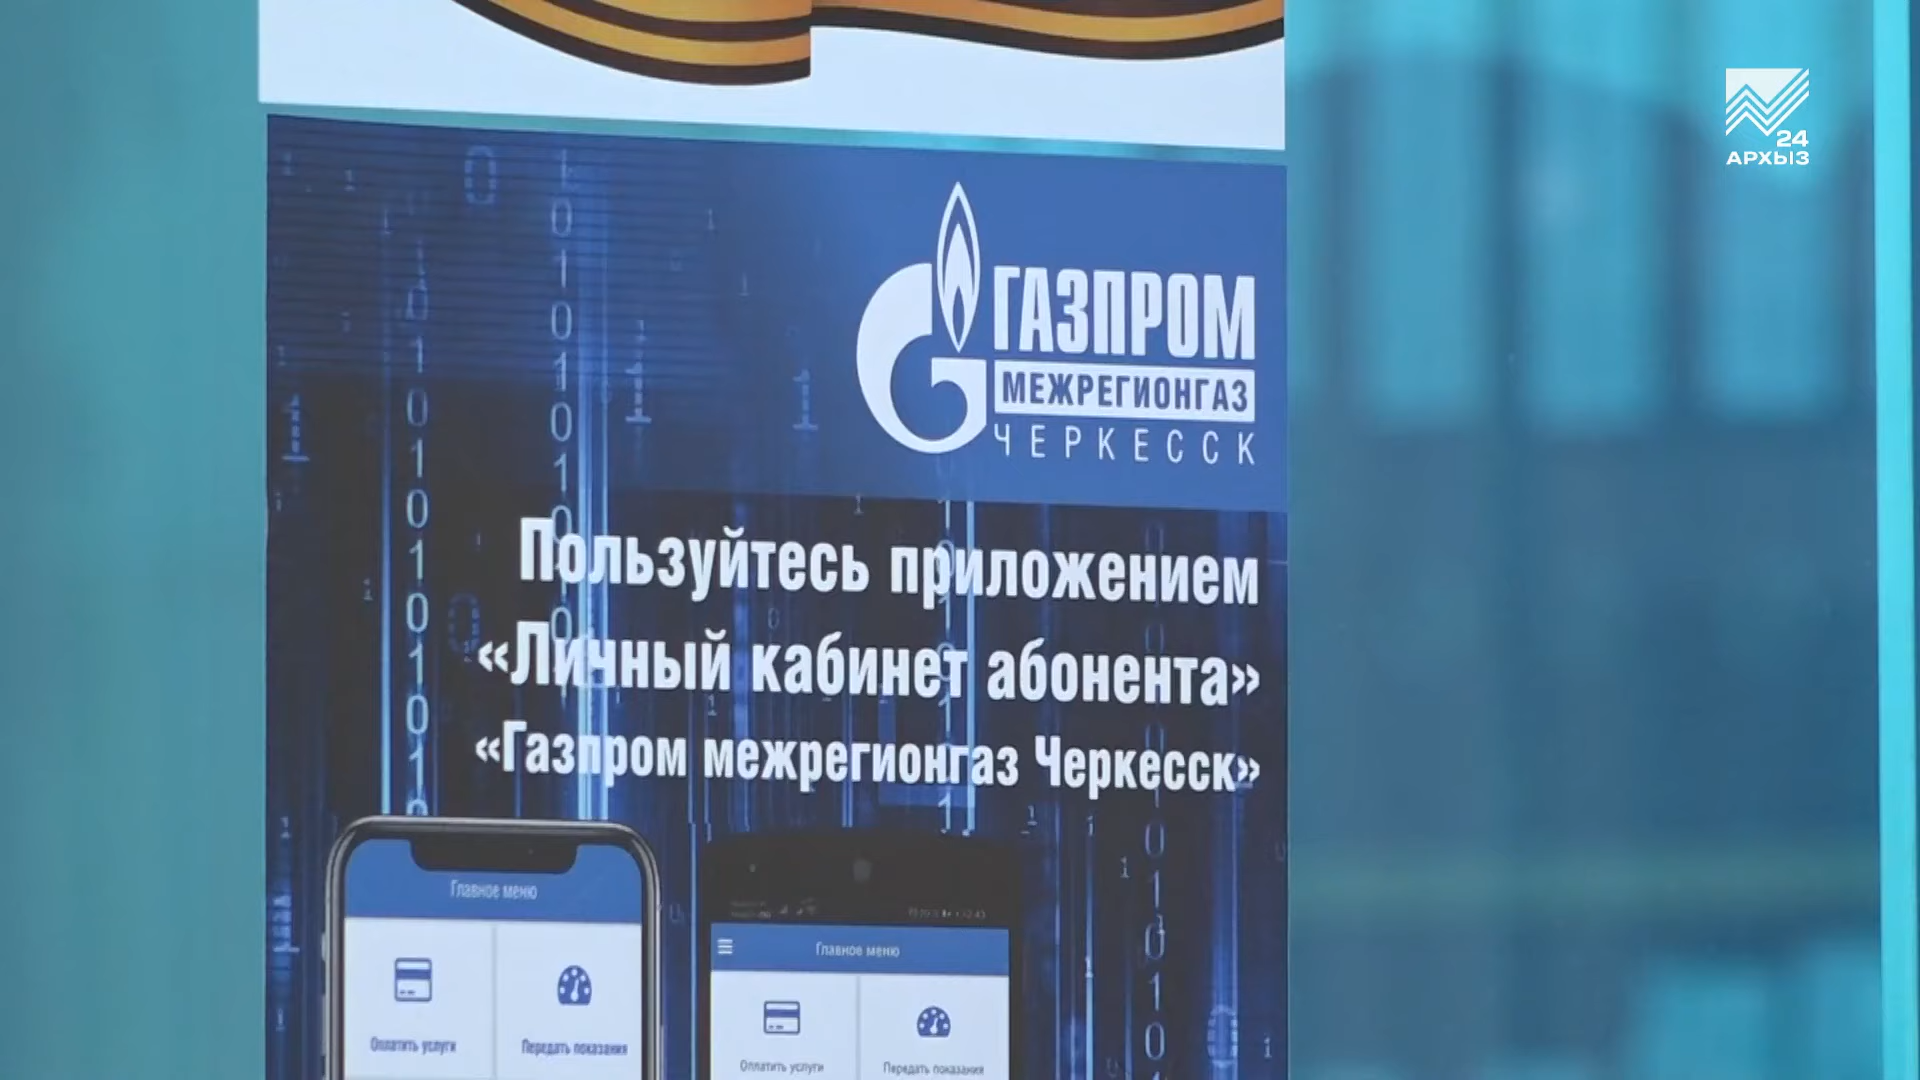 24
АРХЫЗ
ГАЗПРОМ
МЕЖРЕГИОНГАЗ
ЧЕРКЕССК
Пользуйтесь приложением
«Личный кабинет абонента»
«Газпром межрегионгаз Черкесск»
Главное меню
Оплатить услуги
Передать показания
Главное меню
Оплатить услуги
Передать показания